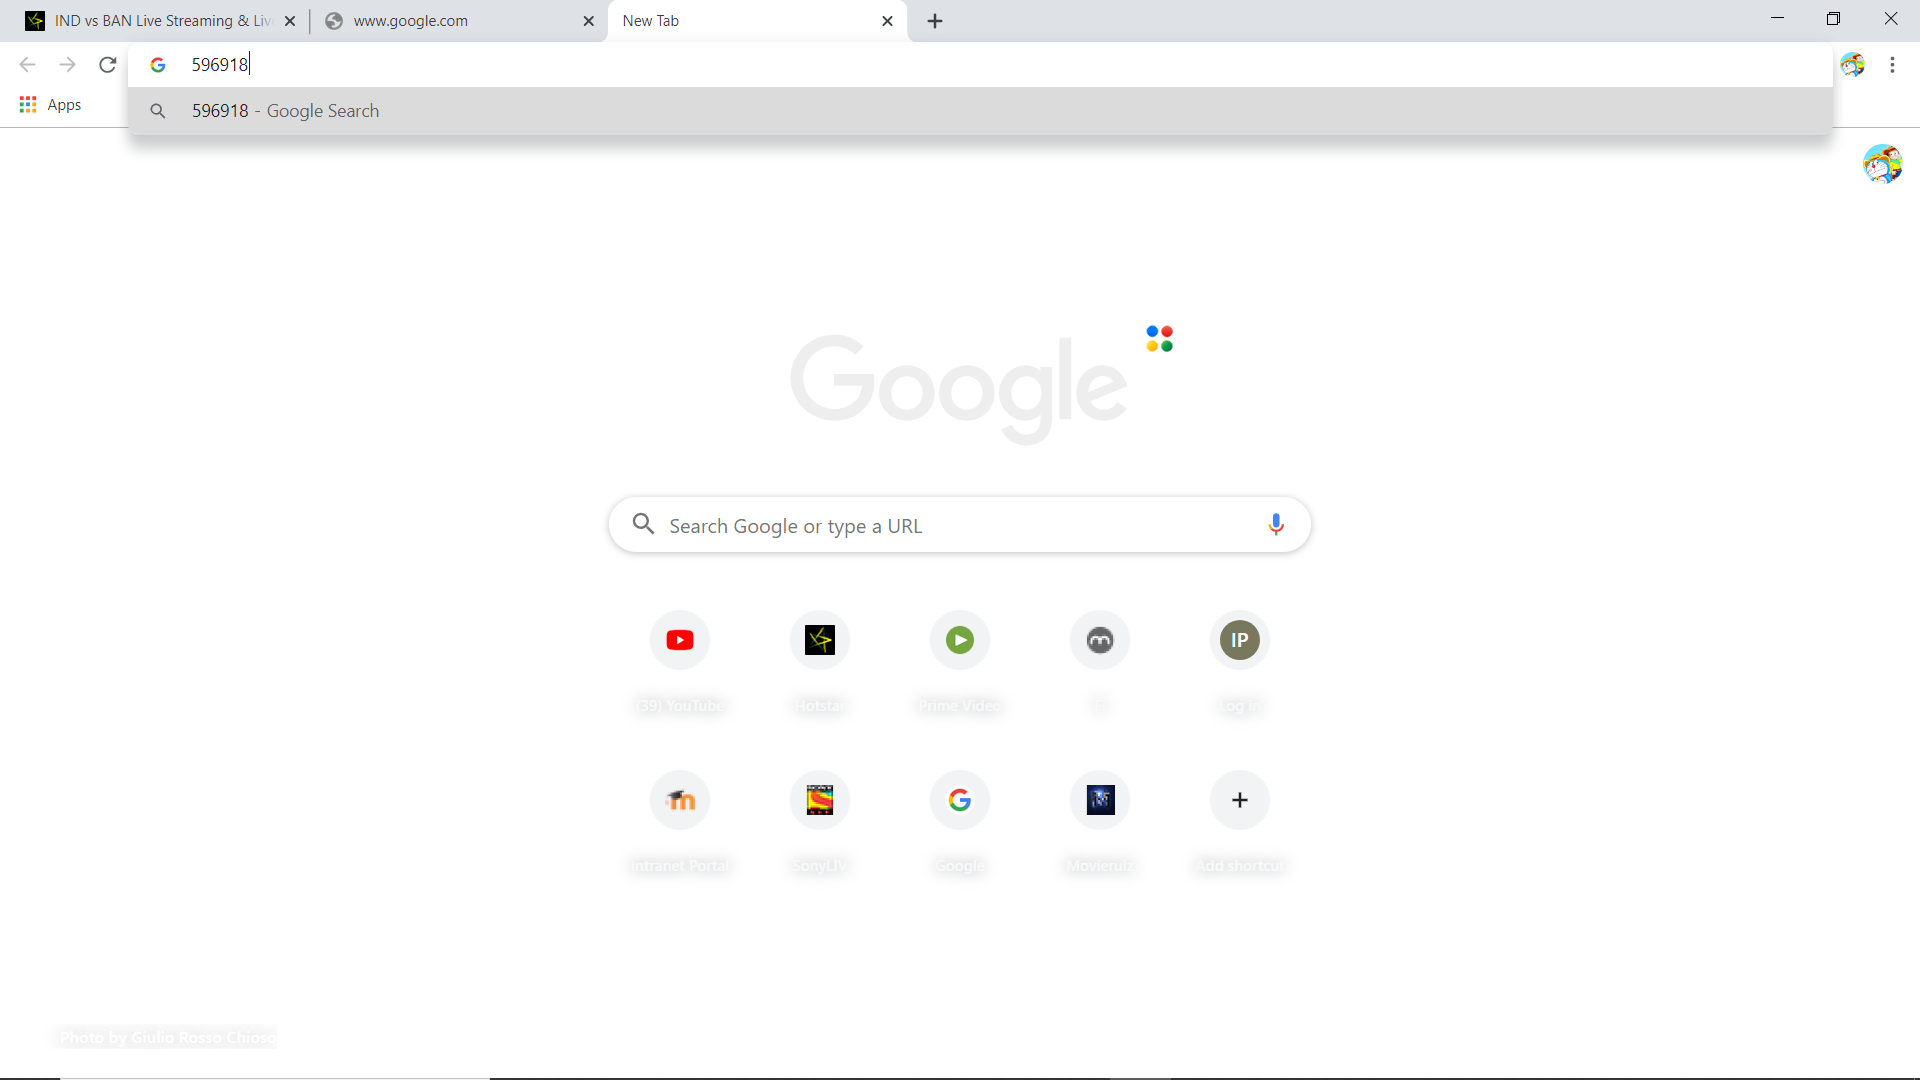 IND vs BAN Live Streaming & Liv
www.google.com
New Tab
596918
Apps
596918 - Google Search
Google
Search Google or type a URL
IP
(39) YouTube
Hotstar
Prime Video
Log in
Intranet Portal
SonyLIV
Google
Movierulz
Add shortcut
Photo by Giulio Rosso Chioso